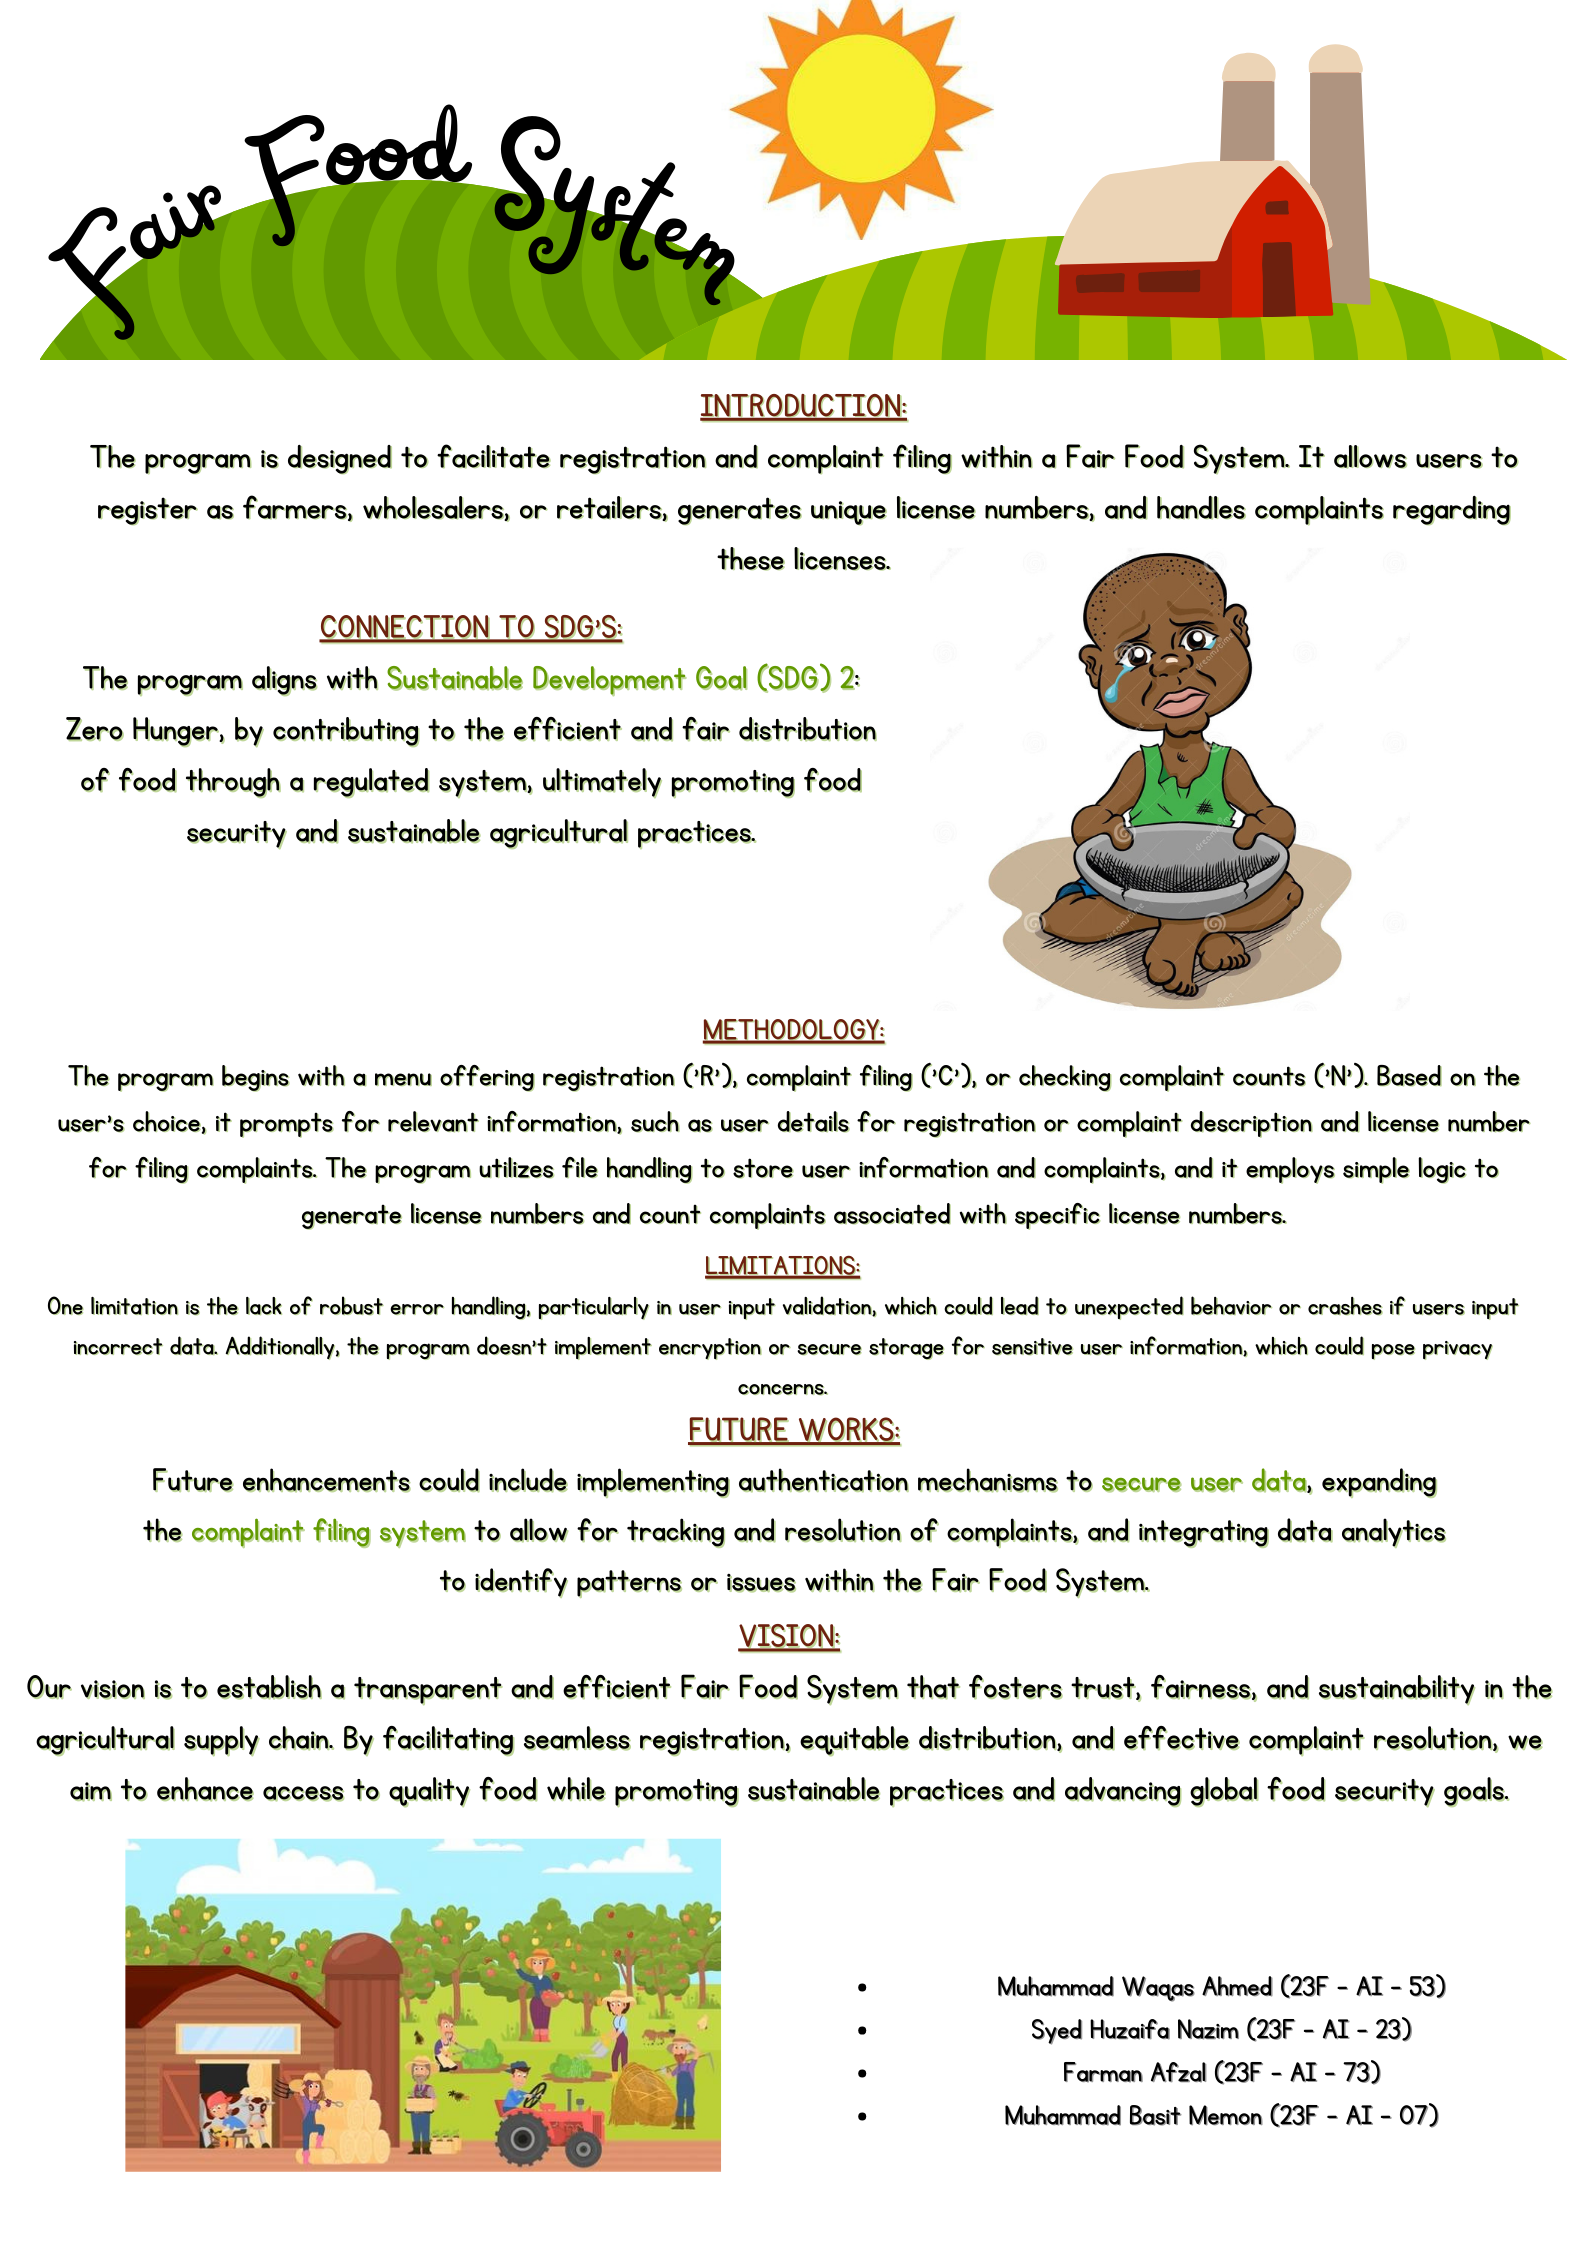 Fair Food System
INTRODUCTION:
The program is designed to facilitate registration and complaint filing within a Fair Food System. It allows users to
register as farmers, wholesalers, or retailers, generates unique license numbers, and handles complaints regarding
these licenses.
CONNECTION TO SDG'S:
The program aligns with Sustainable Development Goal (SDG) 2:
Zero Hunger, by contributing to the efficient and fair distribution
of food through a regulated system, ultimately promoting food
security and sustainable agricultural practices.
METHODOLOGY:
The program begins with a menu offering registration ('R'), complaint filing ('C'), or checking complaint counts ('N'). Based on the
user's choice, it prompts for relevant information, such as user details for registration or complaint description and license number
for filing complaints. The program utilizes file handling to store user information and complaints, and it employs simple logic to
generate license numbers and count complaints associated with specific license numbers.
LIMITATIONS:
One limitation is the lack of robust error handling, particularly in user input validation, which could lead to unexpected behavior or crashes if users input
incorrect data. Additionally, the program doesn't implement encryption or secure storage for sensitive user information, which could pose privacy
concerns.
FUTURE WORKS:
Future enhancements could include implementing authentication mechanisms to secure user data, expanding
the complaint filing system to allow for tracking and resolution of complaints, and integrating data analytics
to identify patterns or issues within the Fair Food System.
VISION:
Our vision is to establish a transparent and efficient Fair Food System that fosters trust, fairness, and sustainability in the
agricultural supply chain. By facilitating seamless registration, equitable distribution, and effective complaint resolution, we
aim to enhance access to quality food while promoting sustainable practices and advancing global food security goals.
• Muhammad Waqas Ahmed (23F - AI - 53)
• Syed Huzaifa Nazim (23F - AI - 23)
• Farman Afzal (23F - AI - 73)
• Muhammad Basit Memon (23F - AI - 07)